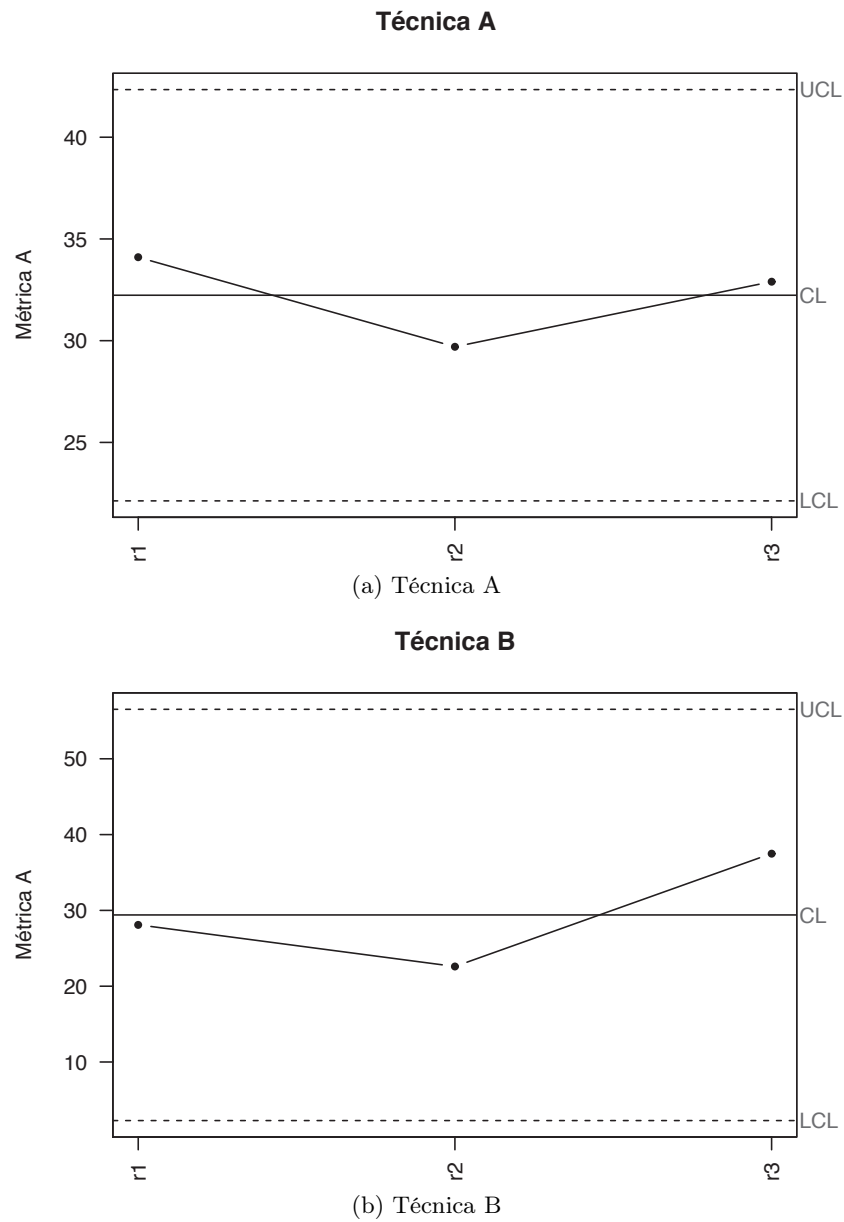 Técnica A
UCL
40
35
Métrica A
CL
30
25
LCL
r1
r2
r3
(a) Técnica A
Técnica B
UCL
50
40
Métrica A
30
CL
20
10
LCL
r1
r2
r3
(b) Técnica B